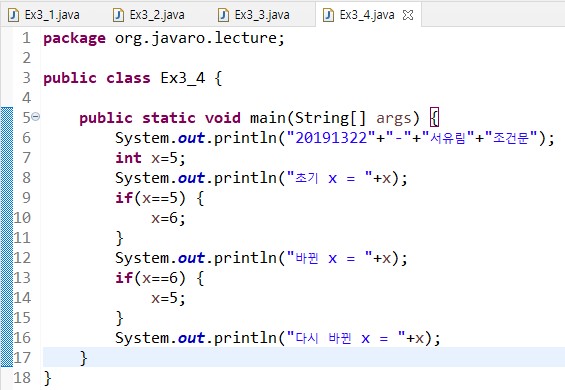 Ex3_1.java Ex3_2.java Ex3_3.java Ex3_4.java
1 package org.javaro.lecture;
2
3 public class Ex3_4 {
4
5 public static void main(String[] args) {
6 System.out.println("20191322"+"-"+"서유림"+"조건문");
7 int x=5;
8 System.out.println("초기 x = "+x);
9 if(x==5) {
10 x=6;
11 }
12 System.out.println("바뀐 x = "+x);
13 if(x==6) {
14 x=5;
15 }
16 System.out.println("다시 바뀐 x = "+x);
17 }
18 }